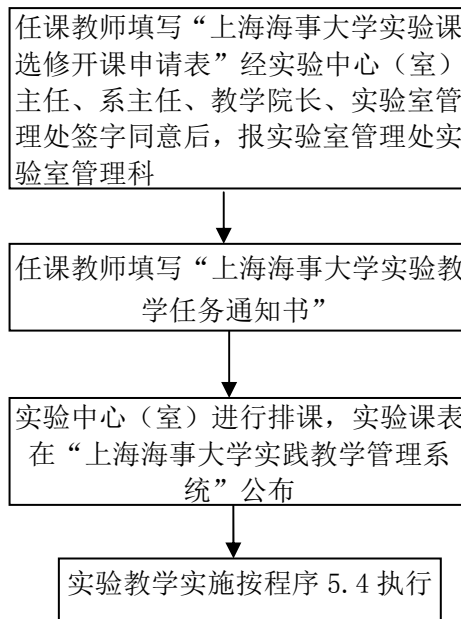 任课教师填写“上海海事大学实验课
选修开课申请表”经实验中心（室）
主任、系主任、教学院长、实验室管
理处签字同意后，报实验室管理处实
验室管理科
任课教师填写“上海海事大学实验教
学任务通知书”
实验中心（室）进行排课，实验课表
在“上海海事大学实践教学管理系
统”公布
实验教学实施按程序 5.4 执行